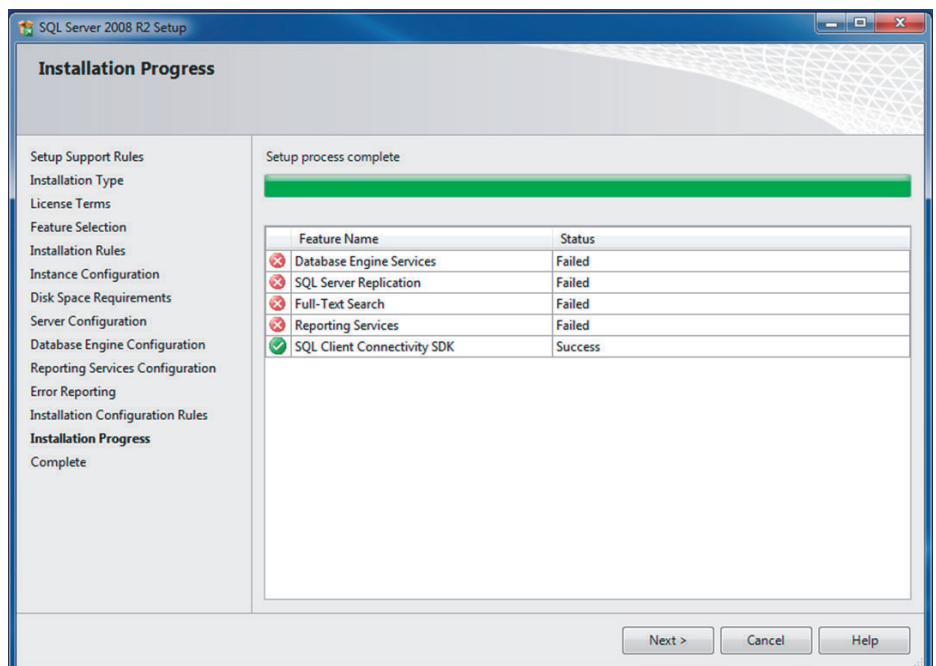 SQL Server 2008 R2 Setup
Installation Progress
Setup Support Rules
Installation Type
License Terms
Feature Selection
Installation Rules
Instance Configuration
Disk Space Requirements
Server Configuration
Database Engine Configuration
Reporting Services Configuration
Error Reporting
Installation Configuration Rules
Installation Progress
Complete
Setup process complete
Feature Name Status
Database Engine Services Failed
SQL Server Replication Failed
Full-Text Search Failed
Reporting Services Failed
SQL Client Connectivity SDK Success
Next > Cancel Help